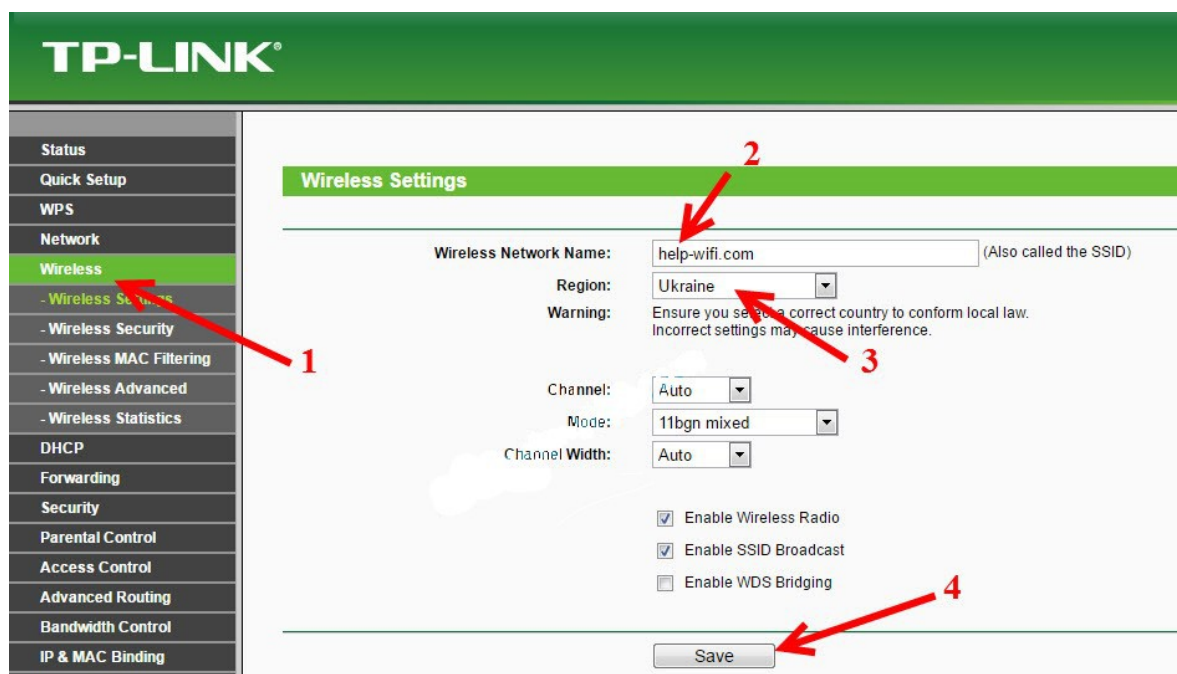 TP-LINK®
Status
Quick Setup
WPS
Network
Wireless
- Wireless Settings
- Wireless Security
- Wireless MAC Filtering
- Wireless Advanced
- Wireless Statistics
DHCP
Forwarding
Security
Parental Control
Access Control
Advanced Routing
Bandwidth Control
IP & MAC Binding
1
2
Wireless Settings
Wireless Network Name: help-wifi.com (Also called the SSID)
Region: Ukraine
Warning: Ensure you select a correct country to conform local law.
Incorrect settings may cause interference.
3
Channel: Auto
Mode: 11bgn mixed
Channel Width: Auto
Enable Wireless Radio
Enable SSID Broadcast
Enable WDS Bridging
4
Save